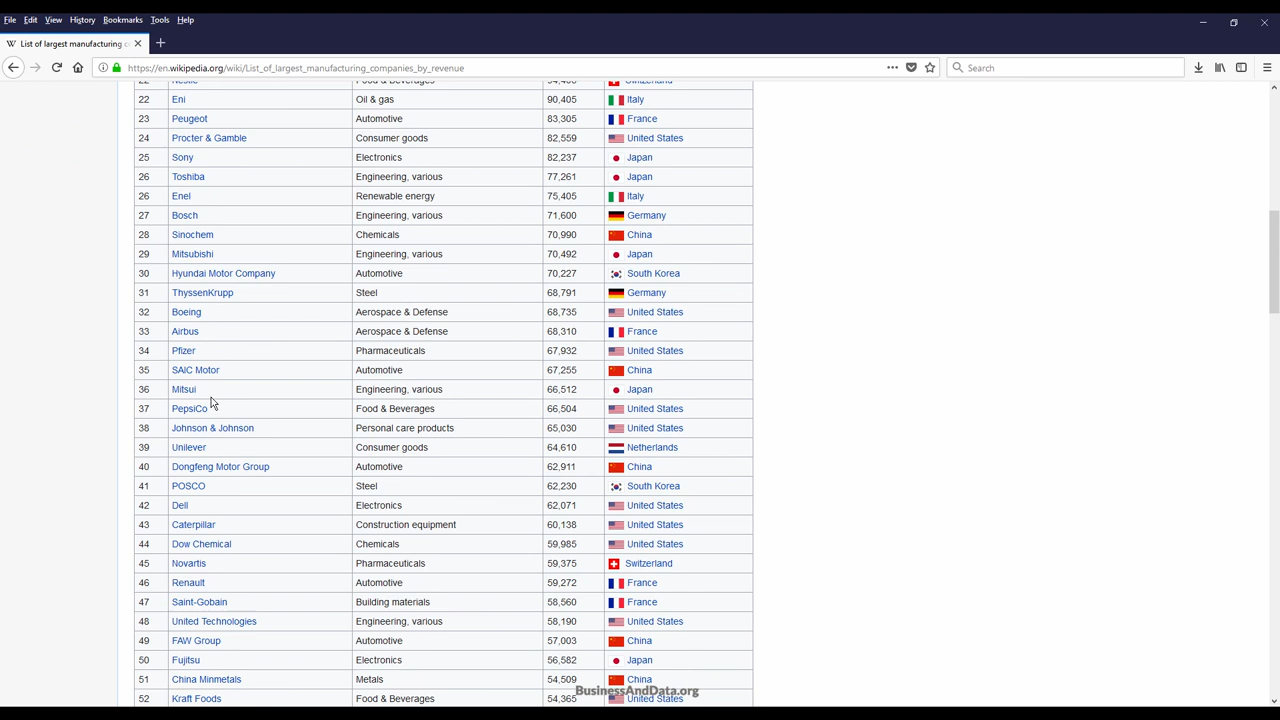 File Edit View History Bookmarks Tools Help
List of largest manufacturing c
https://en.wikipedia.org/wiki/List_of_largest_manufacturing_companies_by_revenue
Search
22 Nestlé Food & Beverages 94,406 Switzerland
22 Eni Oil & gas 90,405 Italy
23 Peugeot Automotive 83,305 France
24 Procter & Gamble Consumer goods 82,559 United States
25 Sony Electronics 82,237 Japan
26 Toshiba Engineering, various 77,261 Japan
26 Enel Renewable energy 75,405 Italy
27 Bosch Engineering, various 71,600 Germany
28 Sinochem Chemicals 70,990 China
29 Mitsubishi Engineering, various 70,492 Japan
30 Hyundai Motor Company Automotive 70,227 South Korea
31 ThyssenKrupp Steel 68,791 Germany
32 Boeing Aerospace & Defense 68,735 United States
33 Airbus Aerospace & Defense 68,310 France
34 Pfizer Pharmaceuticals 67,932 United States
35 SAIC Motor Automotive 67,255 China
36 Mitsui Engineering, various 66,512 Japan
37 PepsiCo Food & Beverages 66,504 United States
38 Johnson & Johnson Personal care products 65,030 United States
39 Unilever Consumer goods 64,610 Netherlands
40 Dongfeng Motor Group Automotive 62,911 China
41 POSCO Steel 62,230 South Korea
42 Dell Electronics 62,071 United States
43 Caterpillar Construction equipment 60,138 United States
44 Dow Chemical Chemicals 59,985 United States
45 Novartis Pharmaceuticals 59,375 Switzerland
46 Renault Automotive 59,272 France
47 Saint-Gobain Building materials 58,560 France
48 United Technologies Engineering, various 58,190 United States
49 FAW Group Automotive 57,003 China
50 Fujitsu Electronics 56,582 Japan
51 China Minmetals Metals 54,509 China
52 Kraft Foods Food & Beverages 54,365 United States
BusinessAndData.org